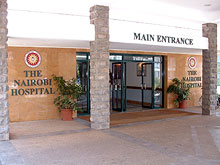 MAIN ENTRANCE
THE
NAIROBI
HOSPITAL
THE
NAIROBI
HOSPITAL